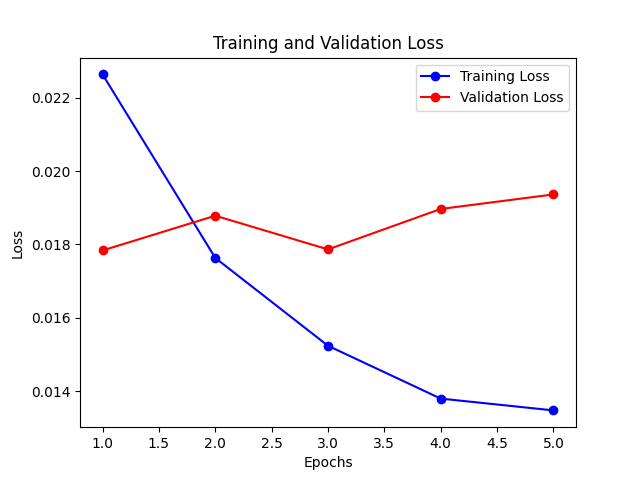 Training and Validation Loss
Training Loss
Validation Loss
0.022
0.020
0.018
0.016
0.014
Loss
1.0 1.5 2.0 2.5 3.0 3.5 4.0 4.5 5.0
Epochs